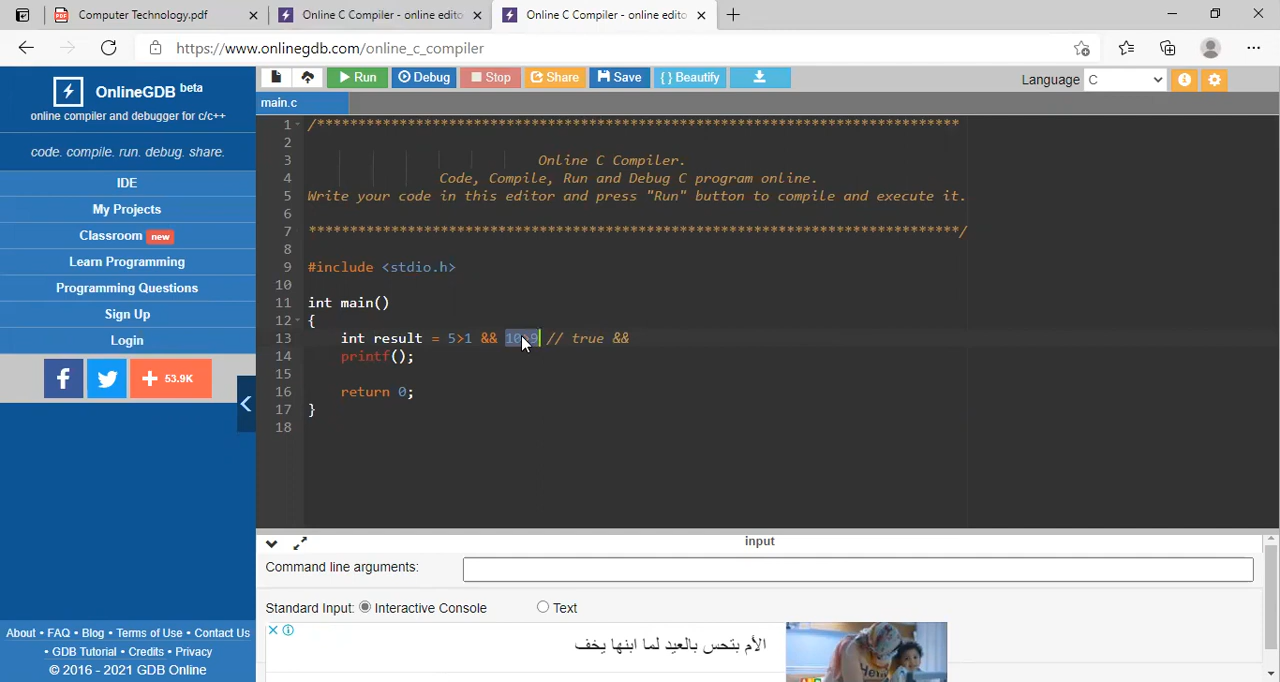 Computer Technology.pdf
Online C Compiler - online edito
Online C Compiler - online edito
https://www.onlinegdb.com/online_c_compiler
OnlineGDB beta
online compiler and debugger for c/c++
code. compile. run. debug. share.
IDE
My Projects
Classroom new
Learn Programming
Programming Questions
Sign Up
Login
53.9K
About • FAQ • Blog • Terms of Use • Contact Us
• GDB Tutorial • Credits • Privacy
© 2016 - 2021 GDB Online
Run Debug Stop Share Save { } Beautify
Language C
main.c
1 /******************************************************************************
2
3 Online C Compiler.
4 Code, Compile, Run and Debug C program online.
5 Write your code in this editor and press "Run" button to compile and execute it.
6
7 *******************************************************************************/
8
9 #include <stdio.h>
10
11 int main()
12 {
13 int result = 5>1 && 10>9 // true &&
14 printf();
15
16 return 0;
17 }
18
input
Command line arguments:
Standard Input: Interactive Console Text
الأم بتحس بالعيد لما ابنها يخف